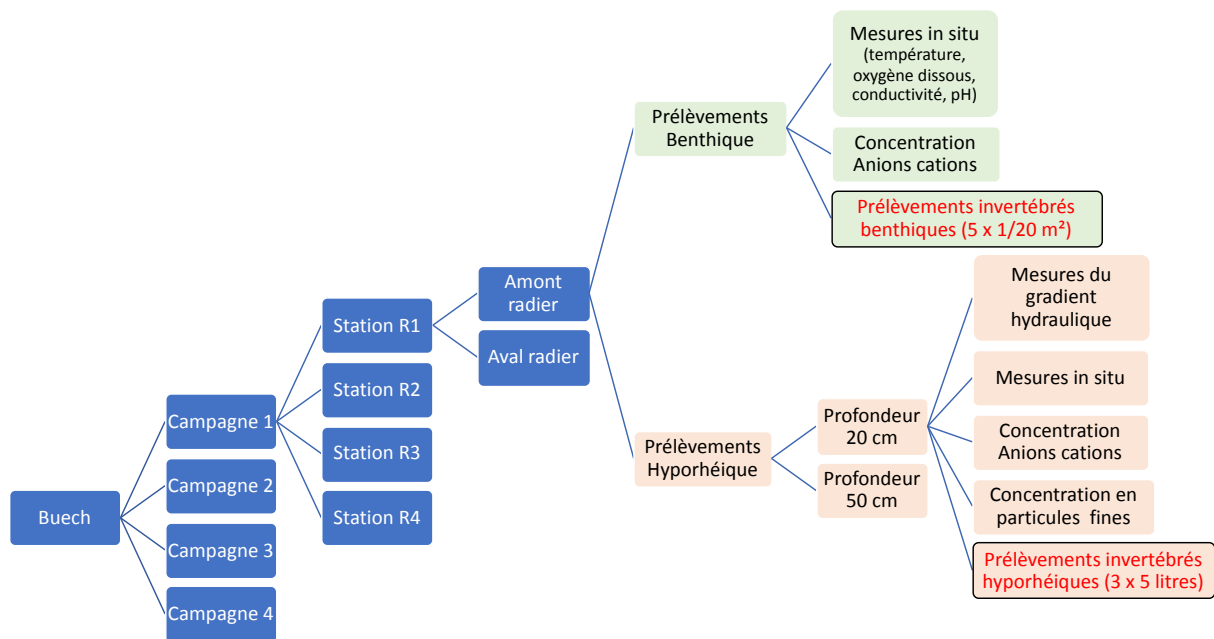 Buech
Campagne 1
Campagne 2
Campagne 3
Campagne 4
Station R1
Station R2
Station R3
Station R4
Amont
radier
Aval radier
Prélèvements
Benthique
Mesures in situ
(température,
oxygène dissous,
conductivité, pH)
Concentration
Anions cations
Prélèvements invertébrés
benthiques (5 x 1/20 m²)
Prélèvements
Hyporhéique
Profondeur
20 cm
Profondeur
50 cm
Mesures du
gradient
hydraulique
Mesures in situ
Concentration
Anions cations
Concentration en
particules fines
Prélèvements invertébrés
hyporhéiques (3 x 5 litres)